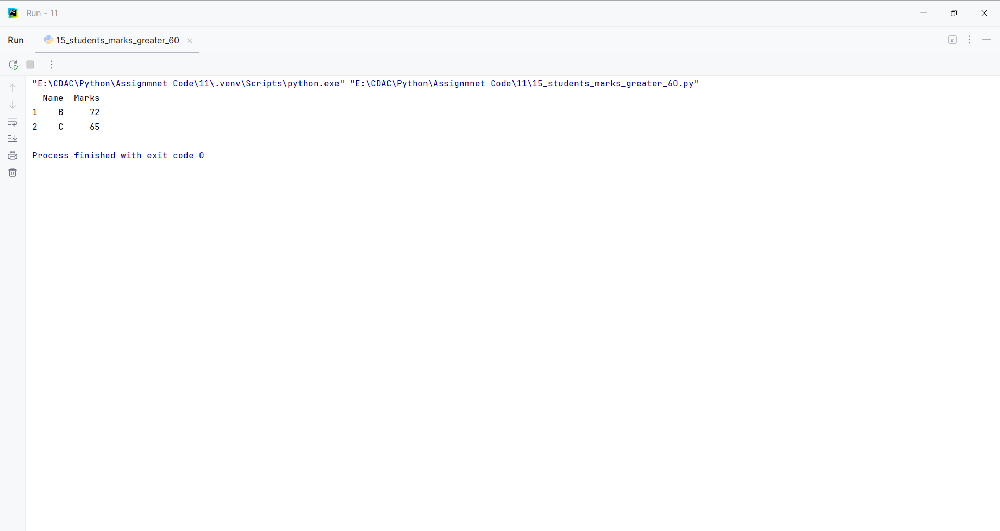 PC
Run - 11
Run 15_students_marks_greater_60
"E:\CDAC\Python\Assignmnet Code\11\.venv\Scripts\python.exe" "E:\CDAC\Python\Assignmnet Code\11\15_students_marks_greater_60.py"
  Name  Marks
1    B     72
2    C     65
Process finished with exit code 0